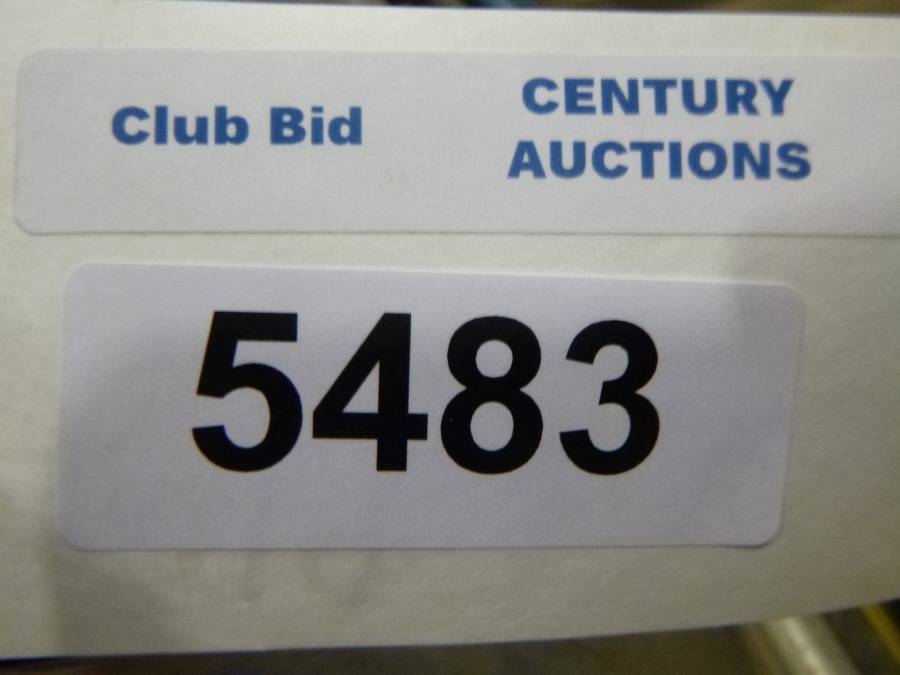 Club Bid
CENTURY
AUCTIONS
5483